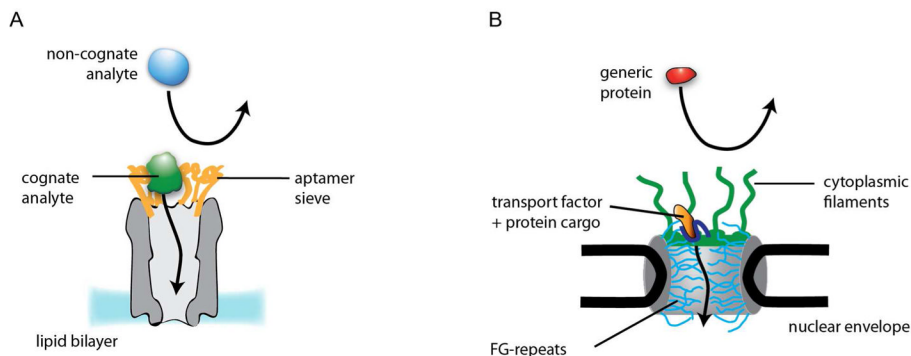 A
non-cognate
analyte
cognate
analyte
aptamer
sieve
lipid bilayer
B
generic
protein
transport factor
+ protein cargo
cytoplasmic
filaments
FG-repeats
nuclear envelope